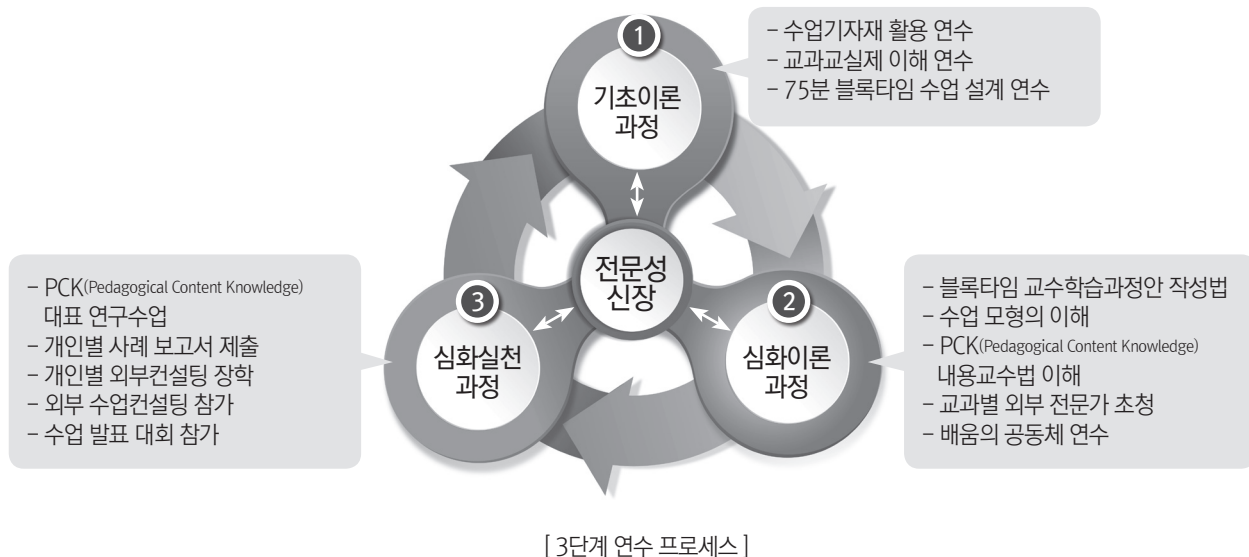 1
기초이론
과정
– 수업기자재 활용 연수
– 교과교실제 이해 연수
– 75분 블록타임 수업 설계 연수
전문성
신장
2
심화이론
과정
– 블록타임 교수학습과정안 작성법
– 수업 모형의 이해
– PCK(Pedagogical Content Knowledge)
내용교수법 이해
– 교과별 외부 전문가 초청
– 배움의 공동체 연수
3
심화실천
과정
– PCK(Pedagogical Content Knowledge)
대표 연구수업
– 개인별 사례 보고서 제출
– 개인별 외부컨설팅 장학
– 외부 수업컨설팅 참가
– 수업 발표 대회 참가
[ 3단계 연수 프로세스 ]